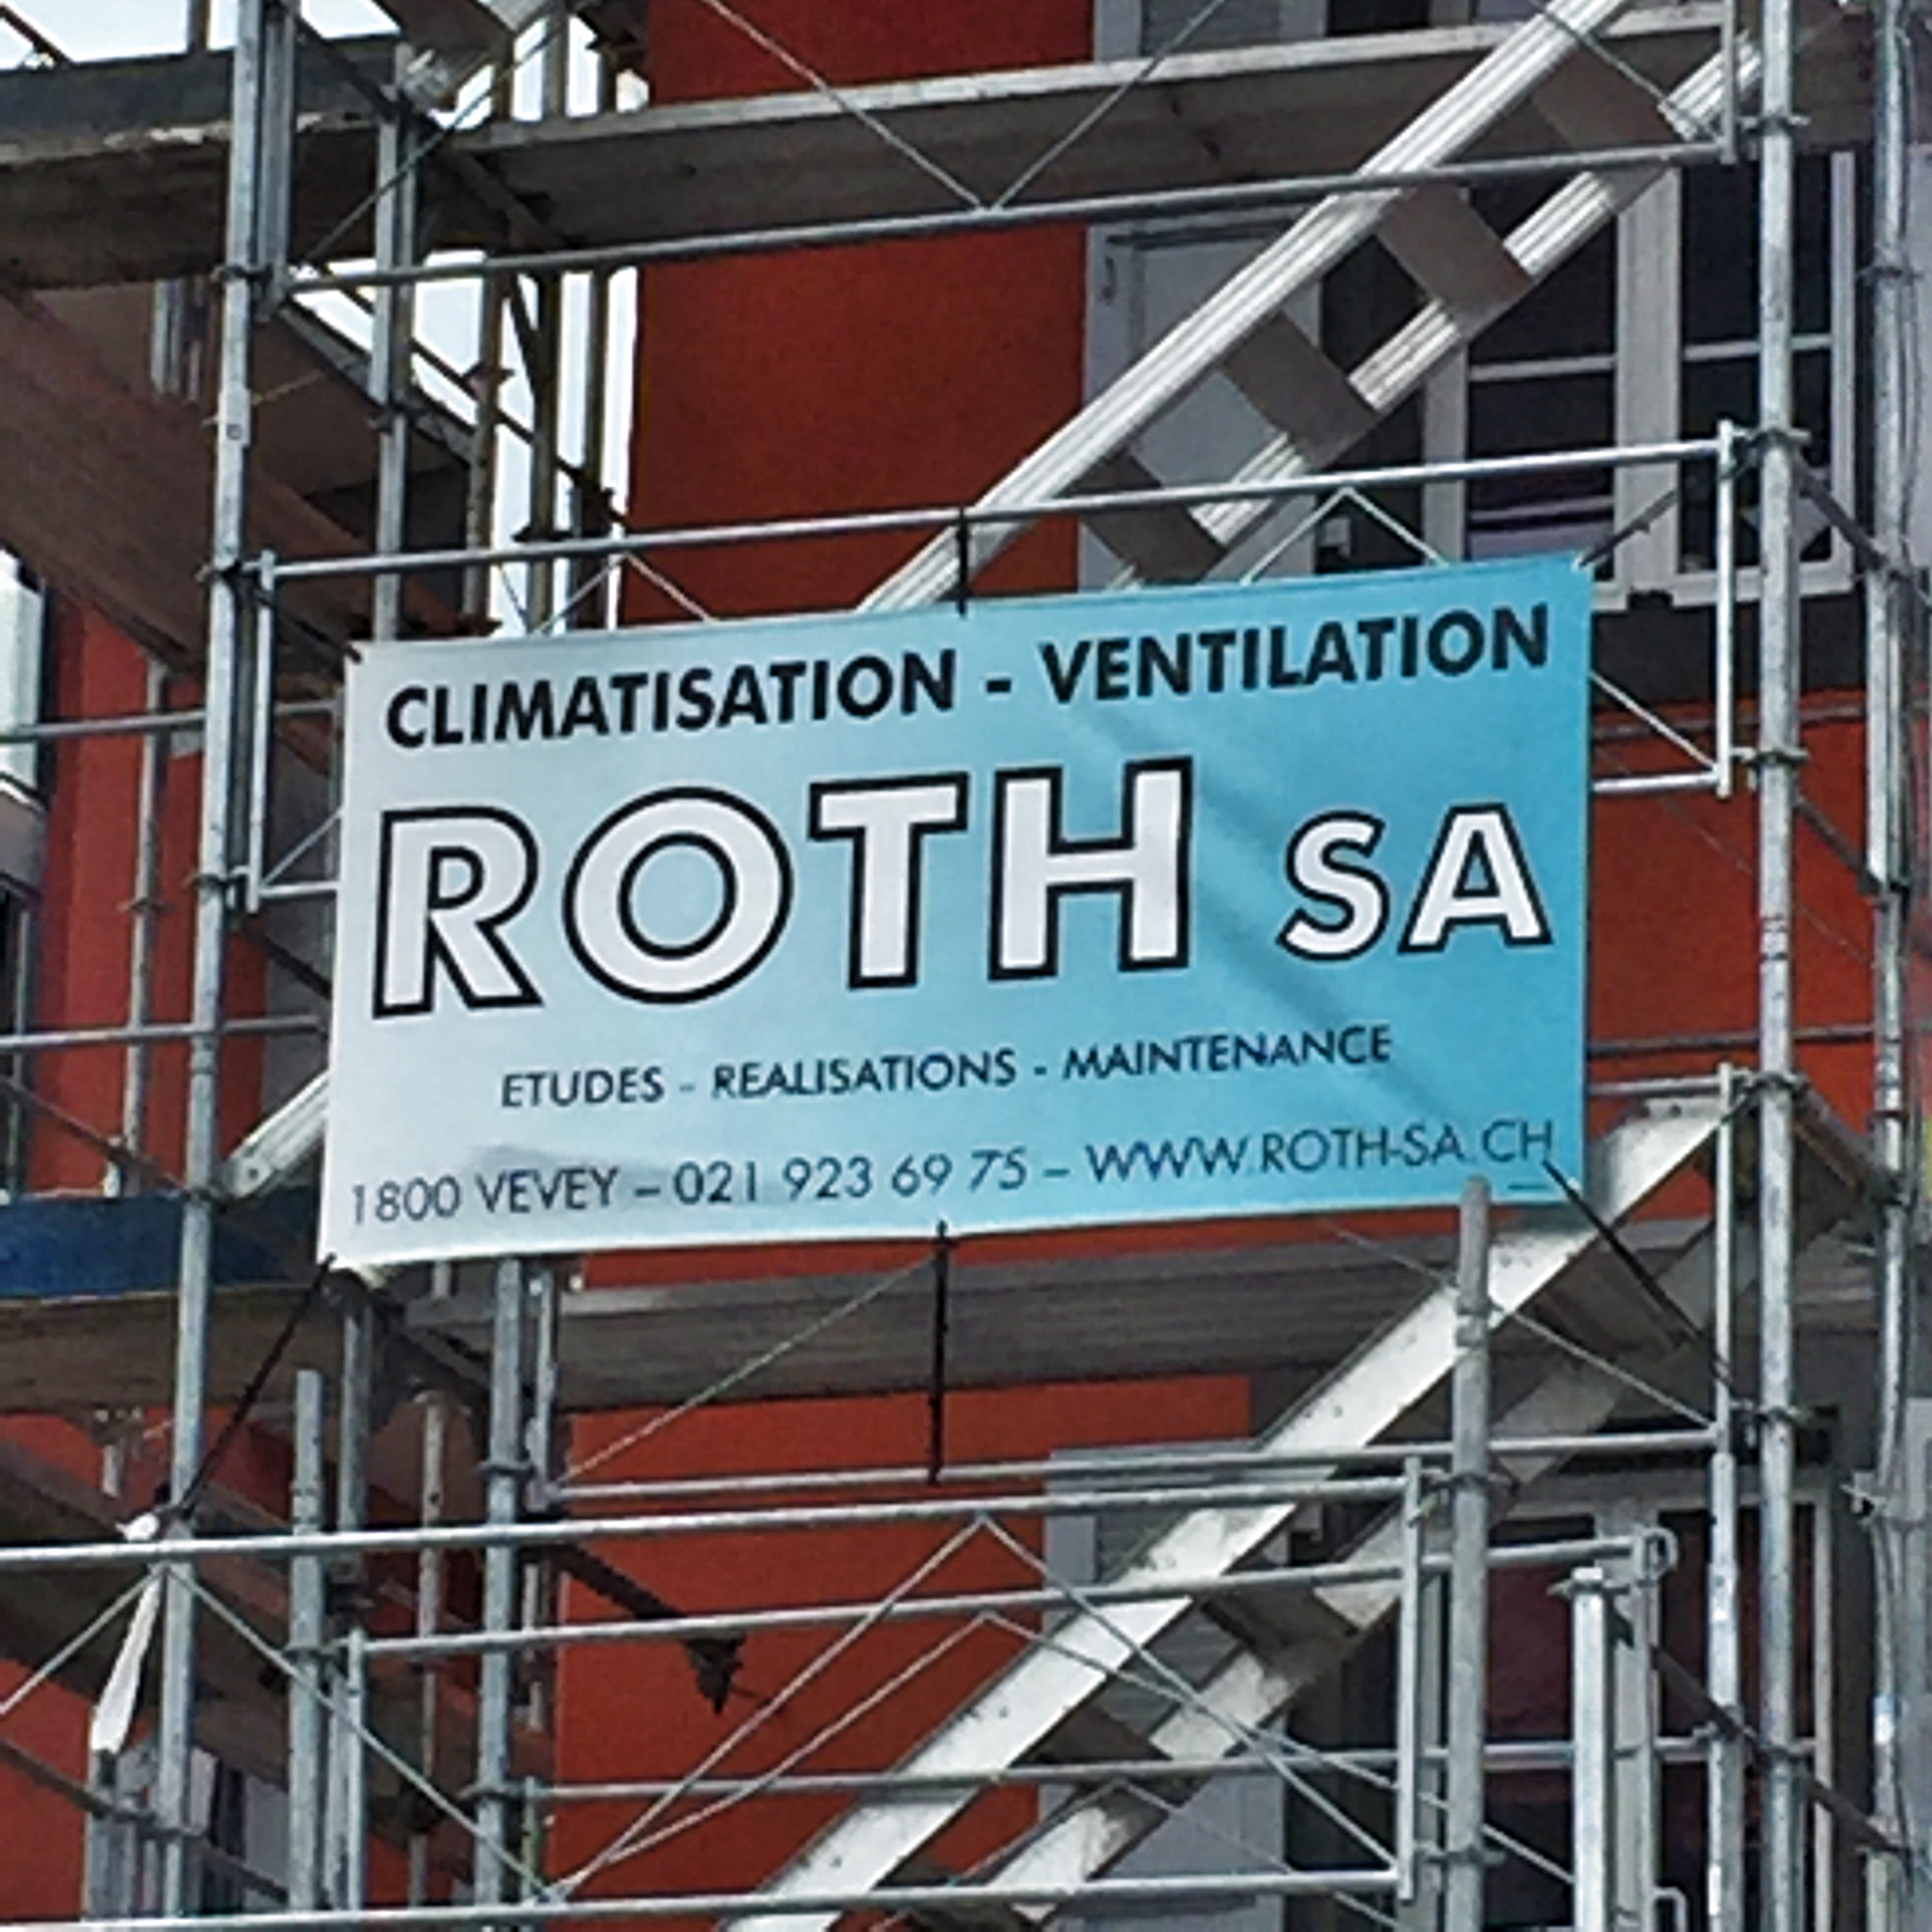 CLIMATISATION - VENTILATION
ROTH SA
ETUDES - REALISATIONS - MAINTENANCE
1800 VEVEY – 021 923 69 75 – WWW.ROTH-SA.CH